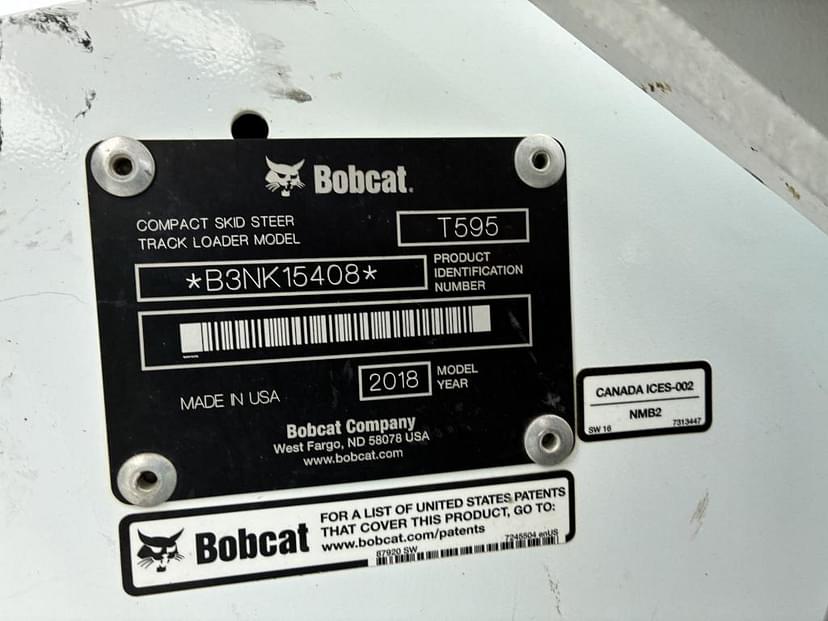 Bobcat.
COMPACT SKID STEER
TRACK LOADER MODEL
T595
*B3NK15408*
PRODUCT
IDENTIFICATION
NUMBER
2018
MODEL
YEAR
MADE IN USA
Bobcat Company
West Fargo, ND 58078 USA
www.bobcat.com
CANADA ICES-002
NMB2
SW 16
7313447
Bobcat
FOR A LIST OF UNITED STATES PATENTS
THAT COVER THIS PRODUCT, GO TO:
www.bobcat.com/patents
7245504 enUS
87920 SW